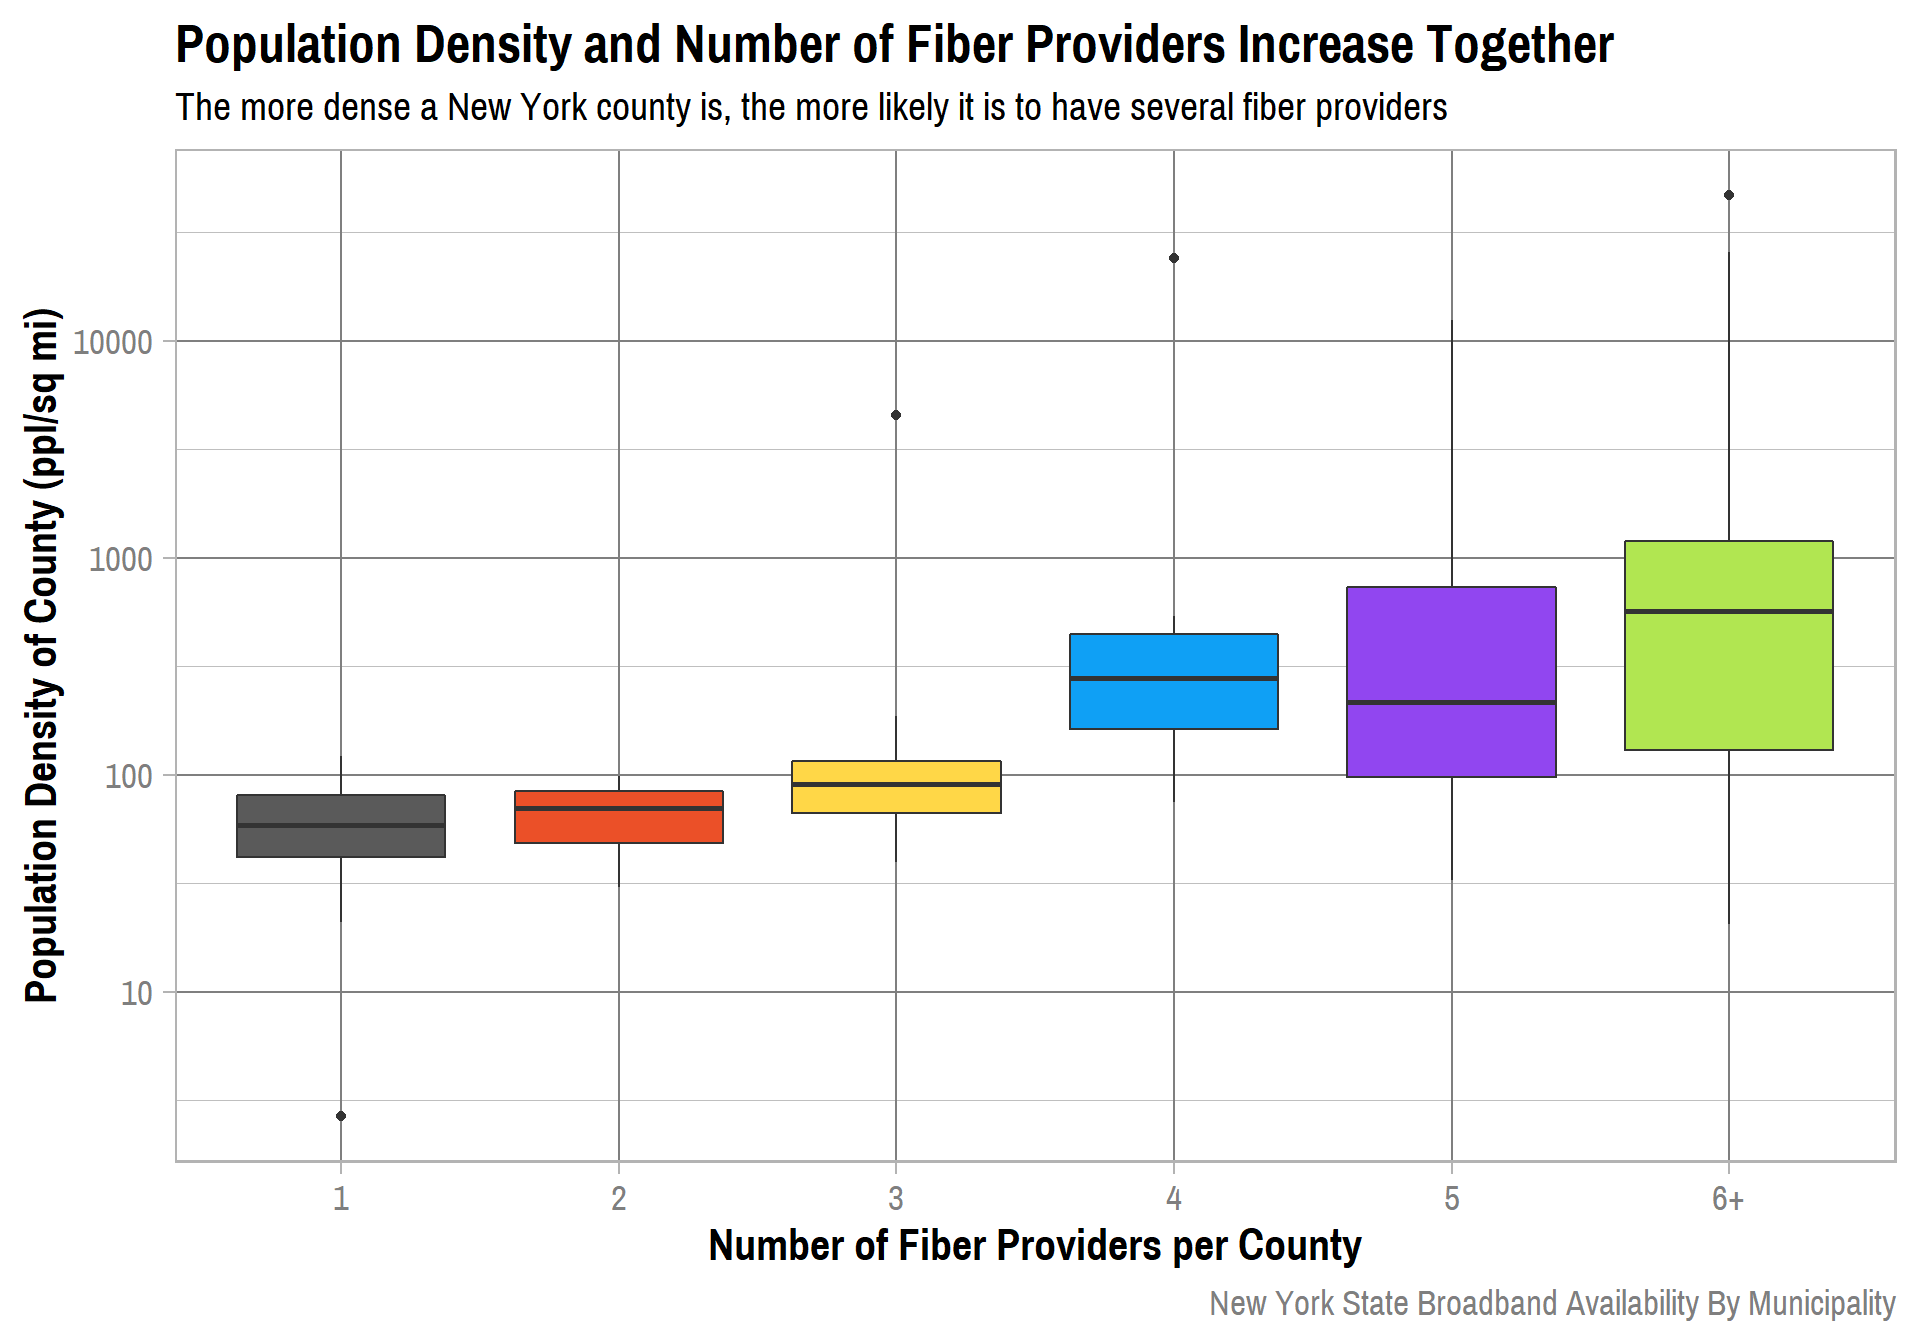 Population Density and Number of Fiber Providers Increase Together
The more dense a New York county is, the more likely it is to have several fiber providers
Population Density of County (ppl/sq mi)
10000
1000
100
10
1 2 3 4 5 6+
Number of Fiber Providers per County
New York State Broadband Availability By Municipality